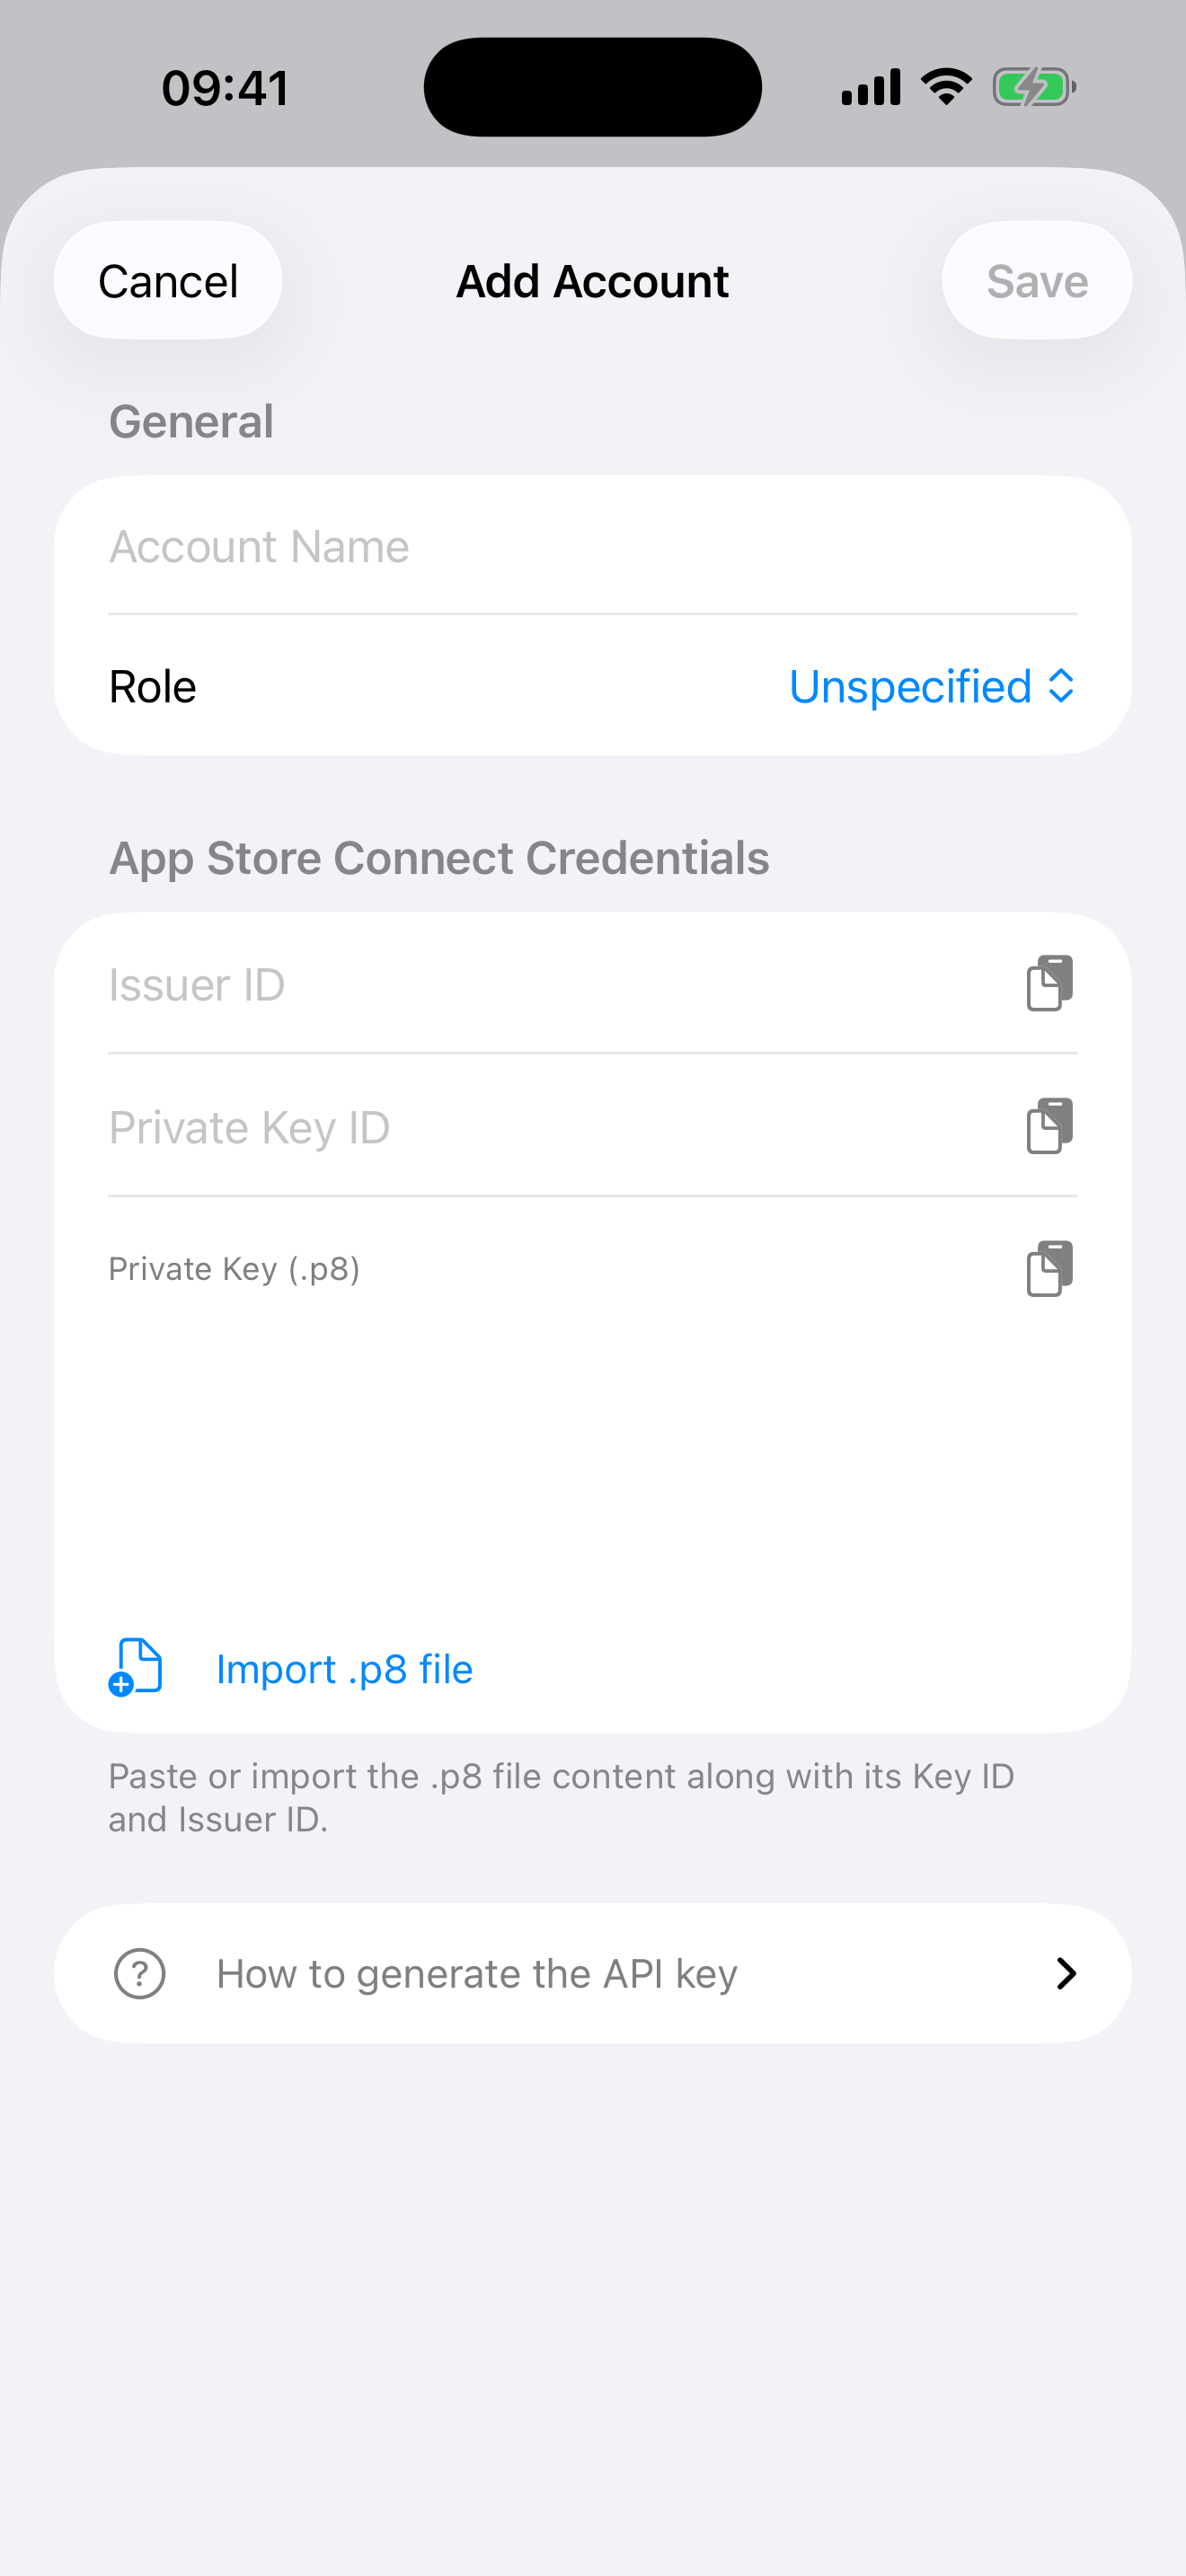 09:41
Cancel
Add Account
Save
General
Account Name
Role
Unspecified
App Store Connect Credentials
Issuer ID
Private Key ID
Private Key (.p8)
Import .p8 file
Paste or import the .p8 file content along with its Key ID
and Issuer ID.
How to generate the API key